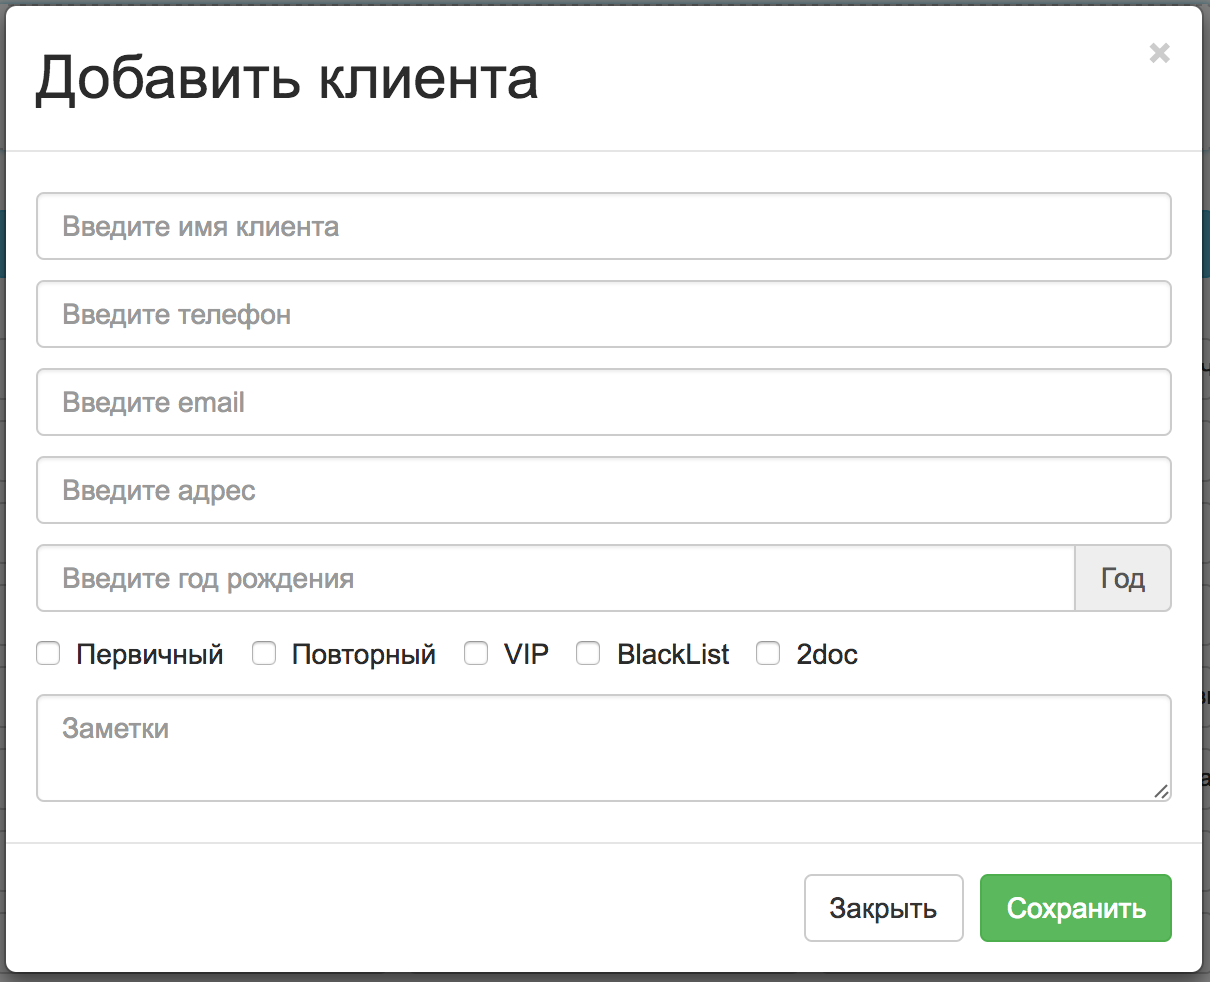 Добавить клиента
×
Введите имя клиента
Введите телефон
Введите email
Введите адрес
Введите год рождения Год
Первичный Повторный VIP BlackList 2doc
Заметки
Закрыть Сохранить